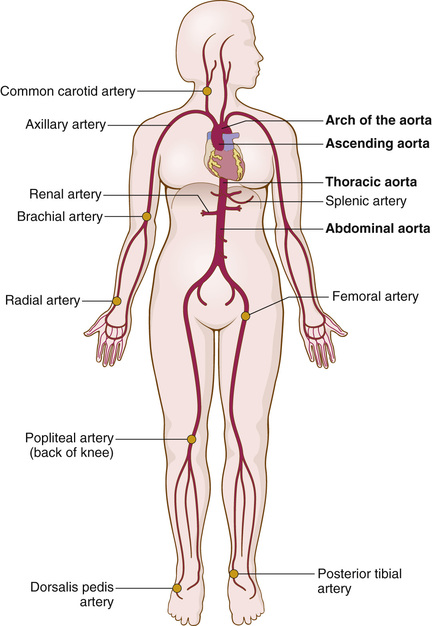 Common carotid artery
Axillary artery
Arch of the aorta
Ascending aorta
Thoracic aorta
Renal artery
Splenic artery
Brachial artery
Abdominal aorta
Radial artery
Femoral artery
Popliteal artery
(back of knee)
Dorsalis pedis
artery
Posterior tibial
artery